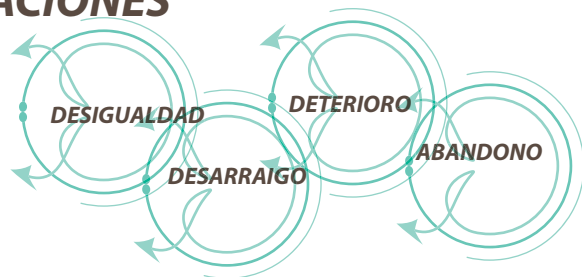 ACIONES
DESIGUALDAD
DETERIORO
DESARRAIGO
ABANDONO